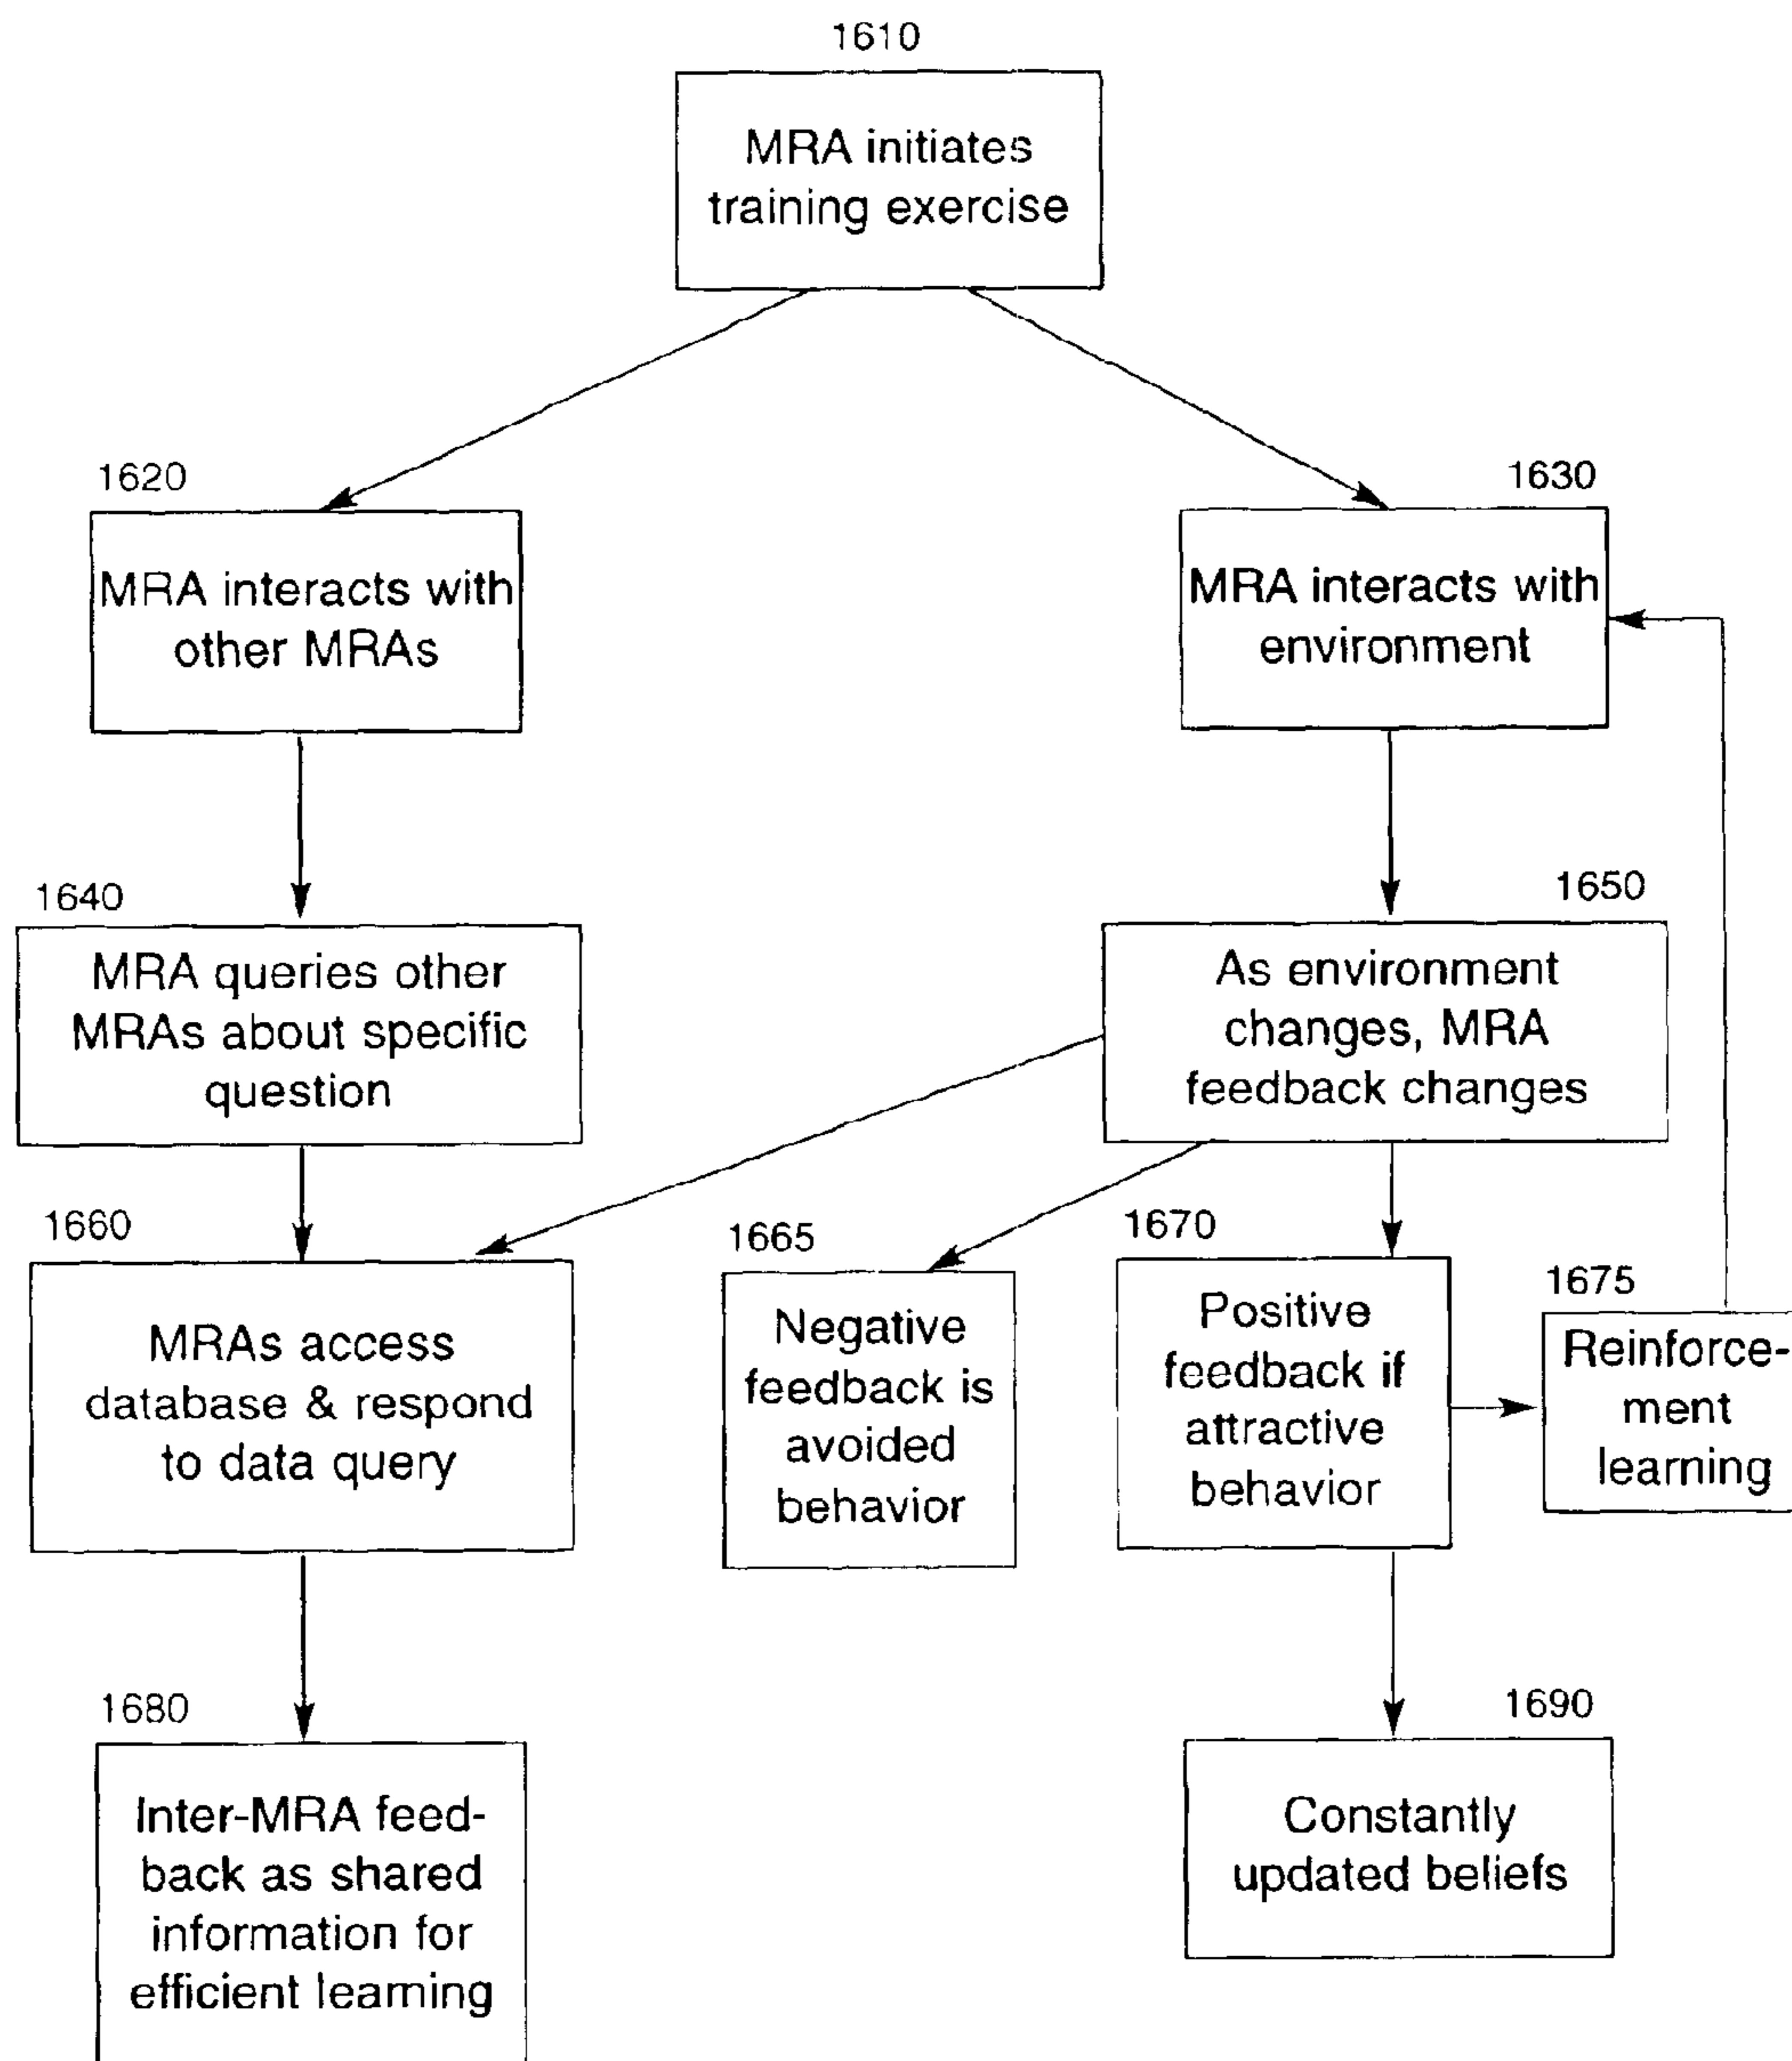 1610
MRA initiates
training exercise
1620
MRA interacts with
other MRAs
1630
MRA interacts with
environment
1640
MRA queries other
MRAs about specific
question
1650
As environment
changes, MRA
feedback changes
1660
MRAs access
database & respond
to data query
1665
Negative
feedback is
avoided
behavior
1670
Positive
feedback if
attractive
behavior
1675
Reinforce-
ment
learning
1680
Inter-MRA feed-
back as shared
information for
efficient learning
1690
Constantly
updated beliefs